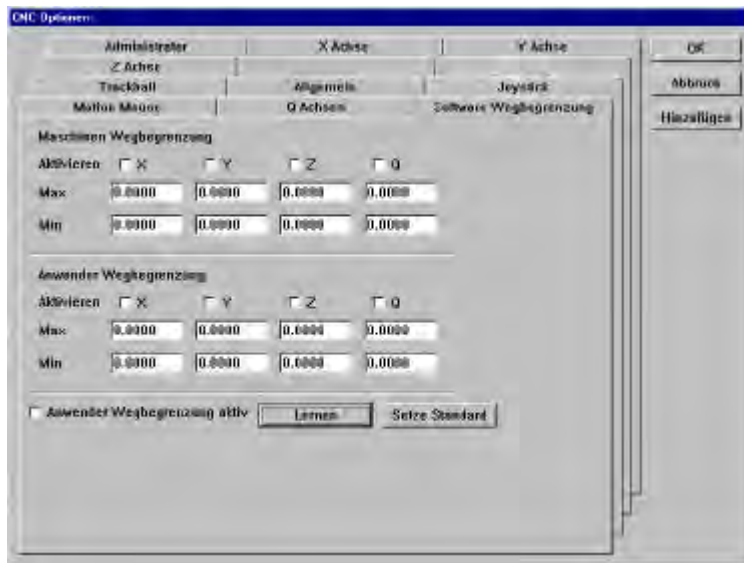 CNC Optionen:
Administrator X Achse Y Achse
Z Achse
Trackball Allgemein Joystick
Motion Mouse Q Achsen Software Wegbegrenzung
OK
Abbruch
Hinzufügen
Maschinen Wegbegrenzung
Aktivieren X Y Z Q
Max 0.0000 0.0000 0.0000 0.0000
Min 0.0000 0.0000 0.0000 0.0000
Anwender Wegbegrenzung
Aktivieren X Y Z Q
Max 0.0000 0.0000 0.0000 0.0000
Min 0.0000 0.0000 0.0000 0.0000
Anwender Wegbegrenzung aktiv Lernen Setze Standard